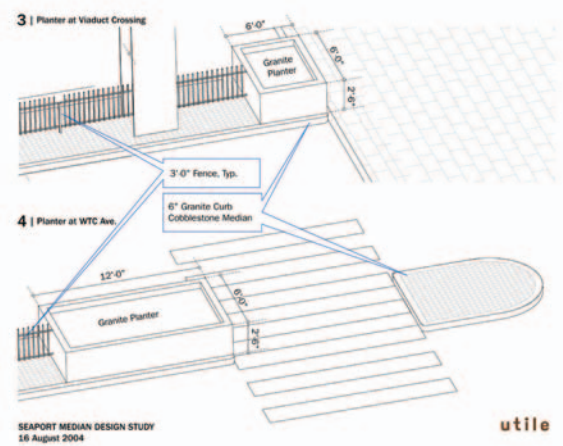 3 | Planter at Viaduct Crossing
6'-0"
6'-0"
Granite
Planter
2'-6"
3'-0" Fence, Typ.
6" Granite Curb
Cobblestone Median
4 | Planter at WTC Ave.
12'-0"
6'-0"
Granite Planter
2'-6"
SEAPORT MEDIAN DESIGN STUDY
16 August 2004
utile